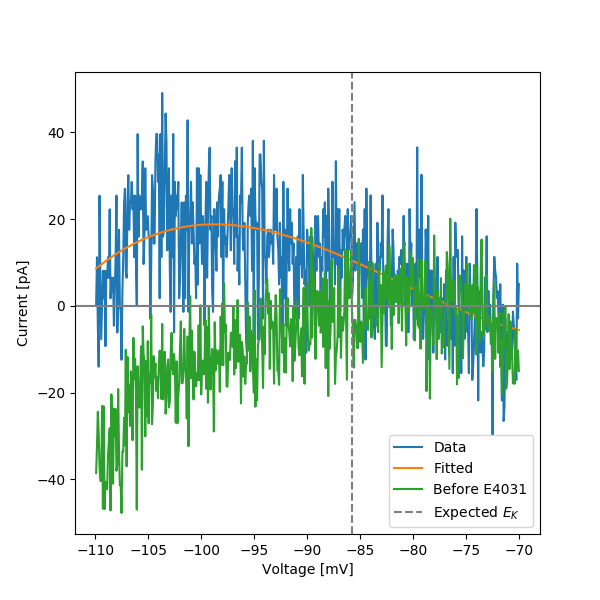 40
20
0
−20
−40
Current [pA]
Data
Fitted
Before E4031
Expected $E_K$
−110 −105 −100 −95 −90 −85 −80 −75 −70
Voltage [mV]